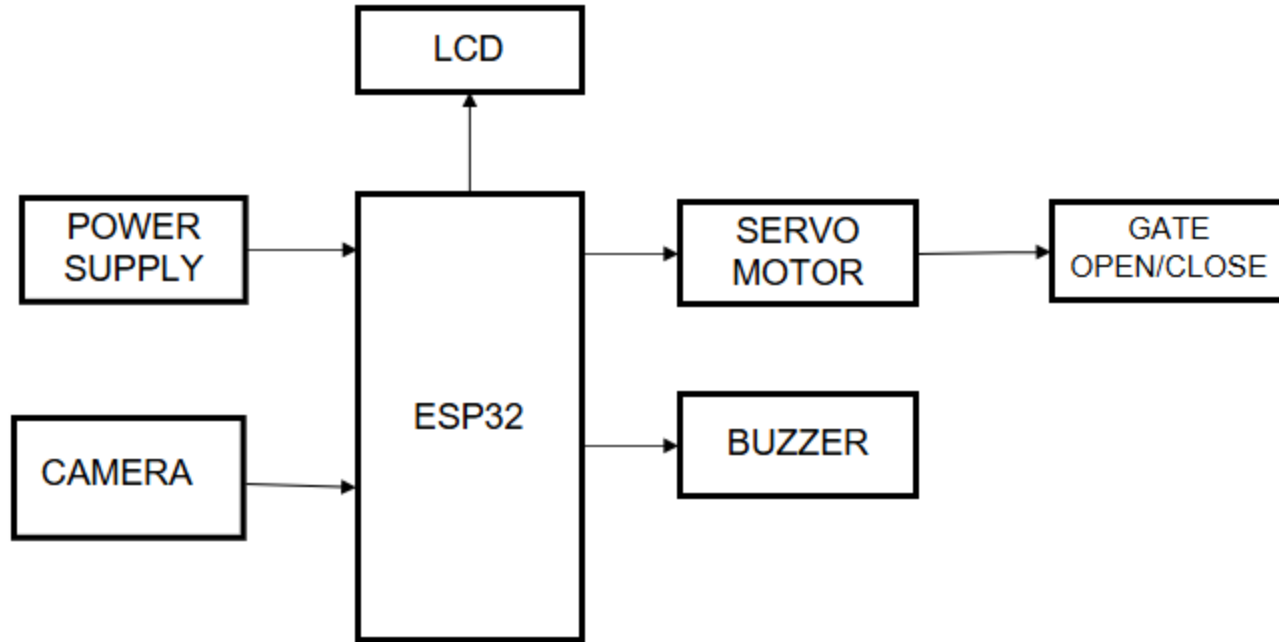 LCD
POWER
SUPPLY
SERVO
MOTOR
GATE
OPEN/CLOSE
ESP32
CAMERA
BUZZER